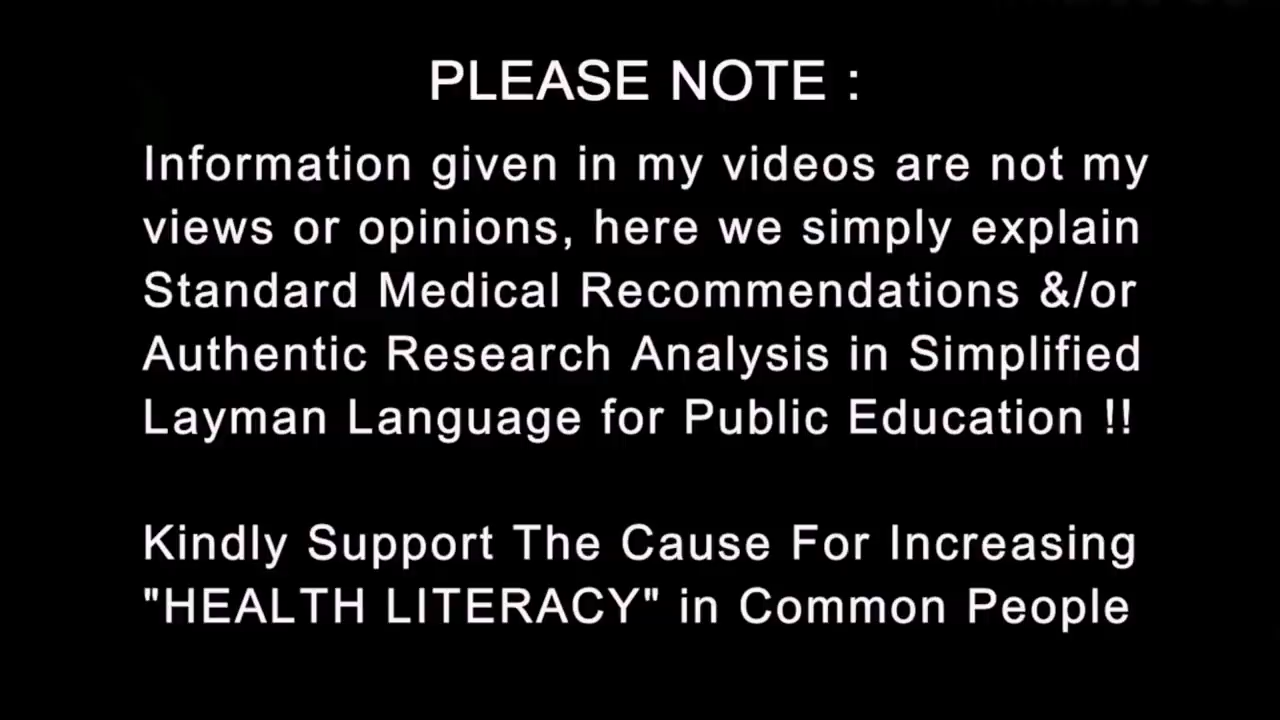 PLEASE NOTE :
Information given in my videos are not my
views or opinions, here we simply explain
Standard Medical Recommendations &/or
Authentic Research Analysis in Simplified
Layman Language for Public Education !!
Kindly Support The Cause For Increasing
"HEALTH LITERACY" in Common People